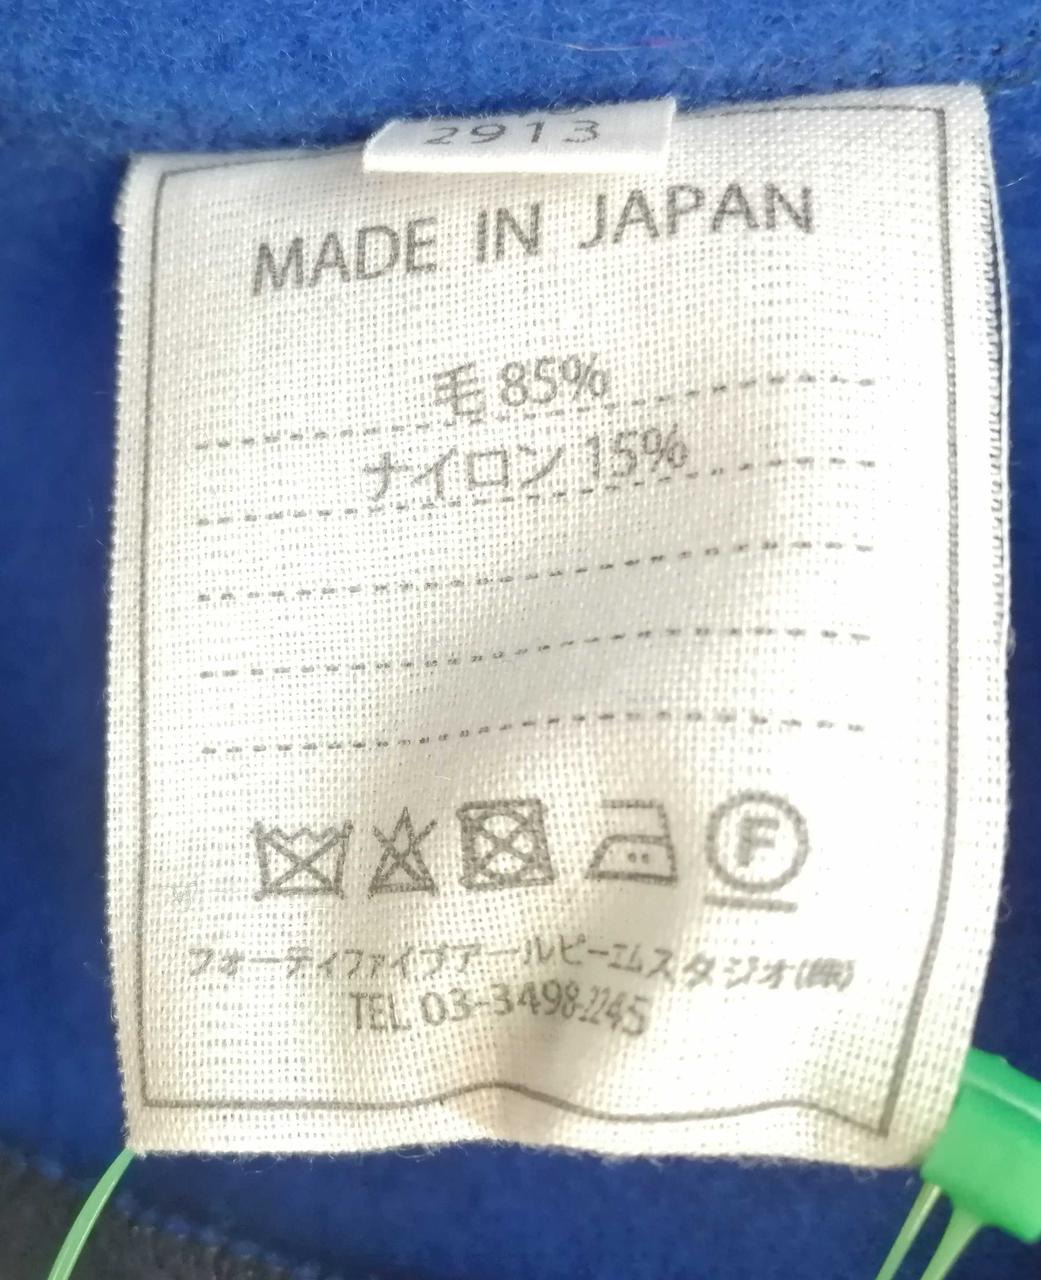 2913
MADE IN JAPAN
毛 85%
ナイロン 15%
F
フォーティファイブアールピーエムスタジオ(株)
TEL 03-3498-2245